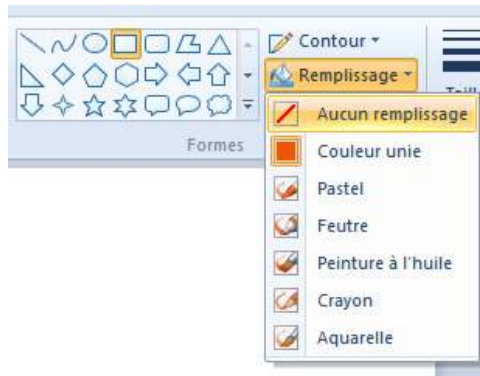 Contour
Remplissage
Formes
Aucun remplissage
Couleur unie
Pastel
Feutre
Peinture à l'huile
Crayon
Aquarelle